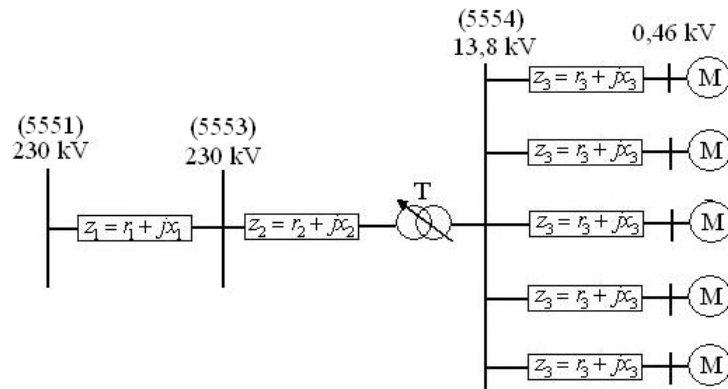 (5554)
13,8 kV
0,46 kV
z₃ = r₃ + jx₃
M
(5551)
230 kV
(5553)
230 kV
z₃ = r₃ + jx₃
M
T
z₁ = r₁ + jx₁
z₂ = r₂ + jx₂
z₃ = r₃ + jx₃
M
z₃ = r₃ + jx₃
M
z₃ = r₃ + jx₃
M